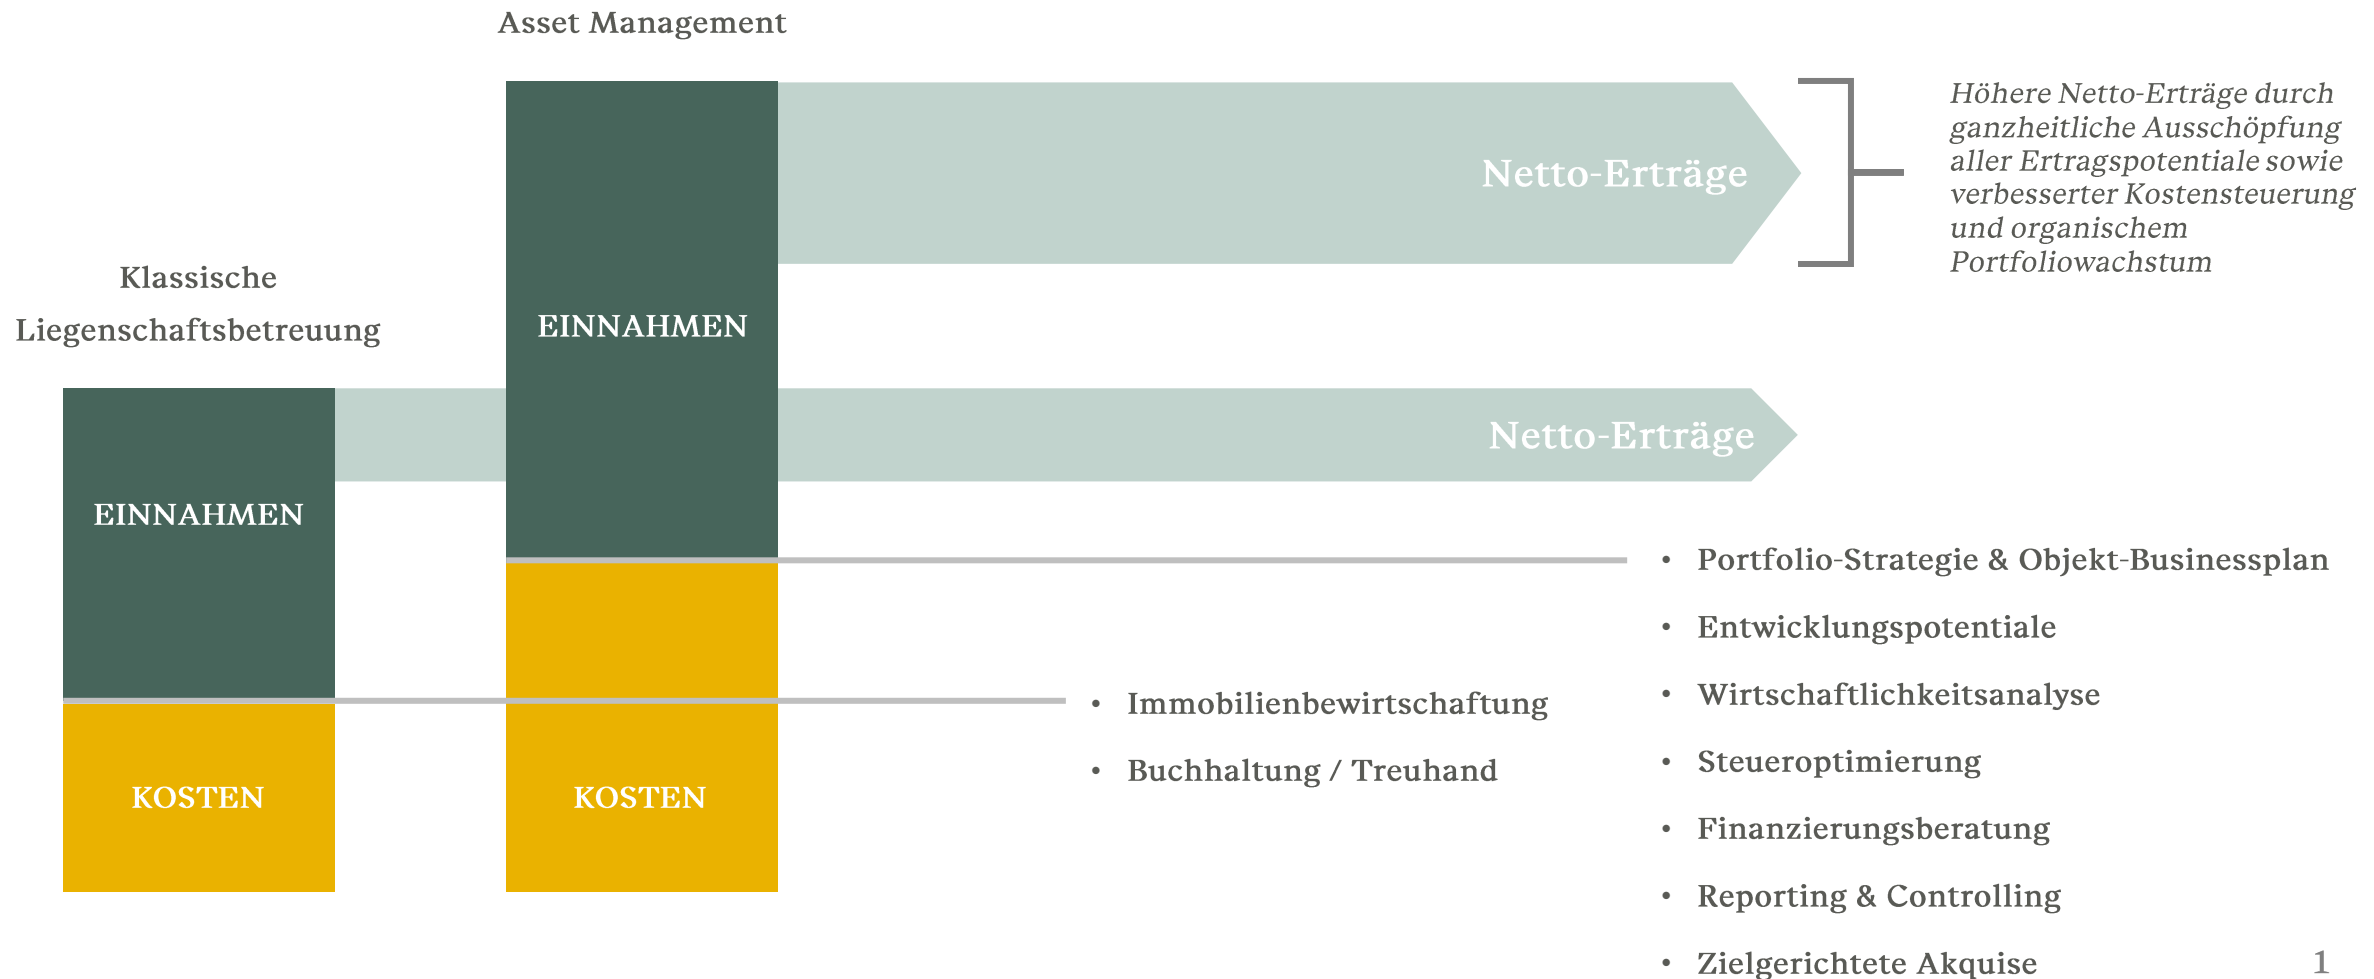 Asset Management
Höhere Netto-Erträge durch
ganzheitliche Ausschöpfung
aller Ertragspotentiale sowie
verbesserter Kostensteuerung
und organischem
Portfoliowachstum
Netto-Erträge
Klassische
Liegenschaftsbetreuung
EINNAHMEN
Netto-Erträge
EINNAHMEN
KOSTEN
KOSTEN
• Immobilienbewirtschaftung
• Buchhaltung / Treuhand
• Portfolio-Strategie & Objekt-Businessplan
• Entwicklungspotentiale
• Wirtschaftlichkeitsanalyse
• Steueroptimierung
• Finanzierungsberatung
• Reporting & Controlling
• Zielgerichtete Akquise
1